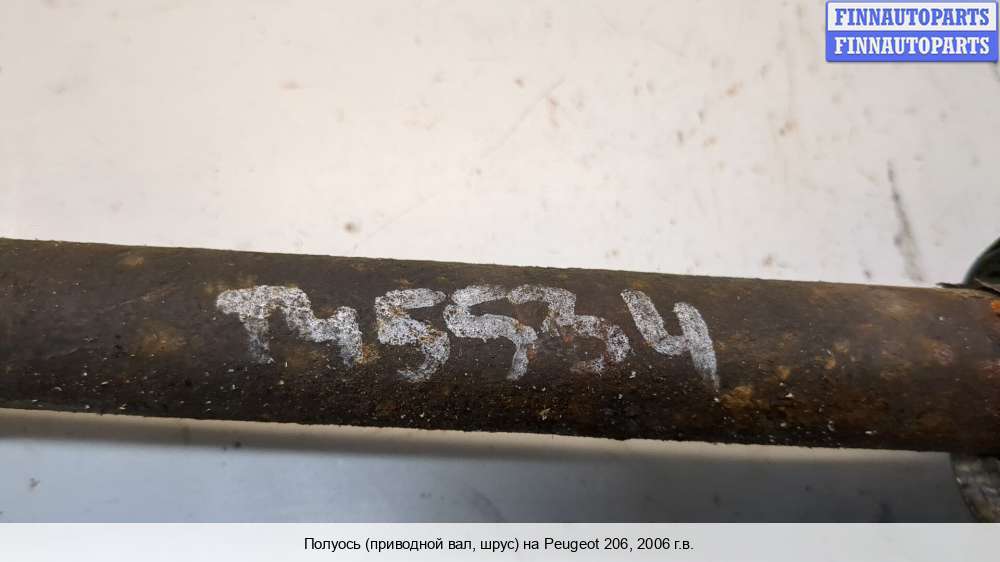 FINNAUTOPARTS
FINNAUTOPARTS
T45534
Полуось (приводной вал, шрус) на Peugeot 206, 2006 г.в.